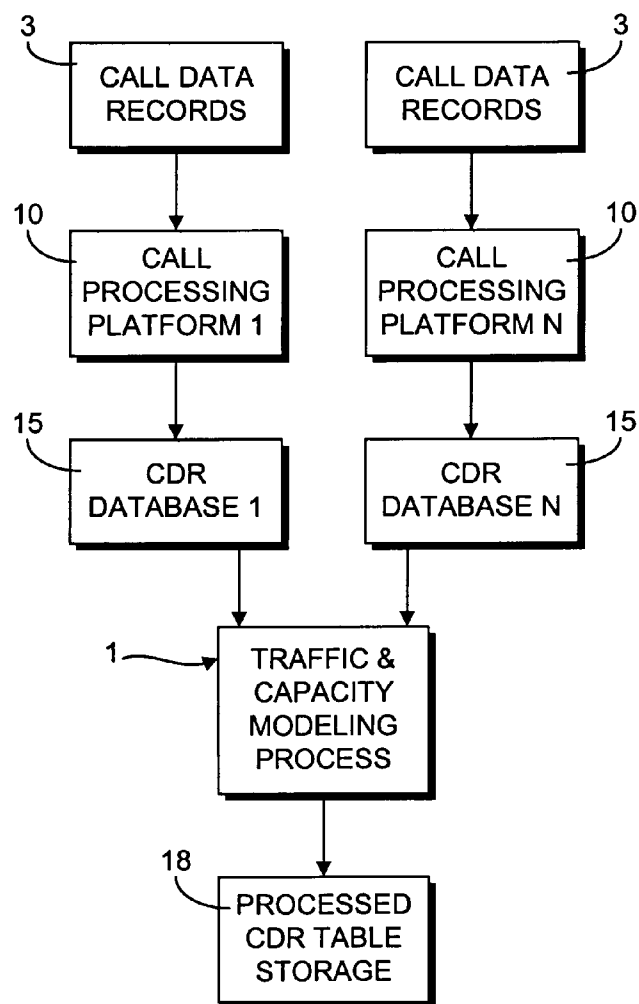 3
CALL DATA
RECORDS
3
CALL DATA
RECORDS
10
CALL
PROCESSING
PLATFORM 1
10
CALL
PROCESSING
PLATFORM N
15
CDR
DATABASE 1
15
CDR
DATABASE N
1
TRAFFIC &
CAPACITY
MODELING
PROCESS
18
PROCESSED
CDR TABLE
STORAGE